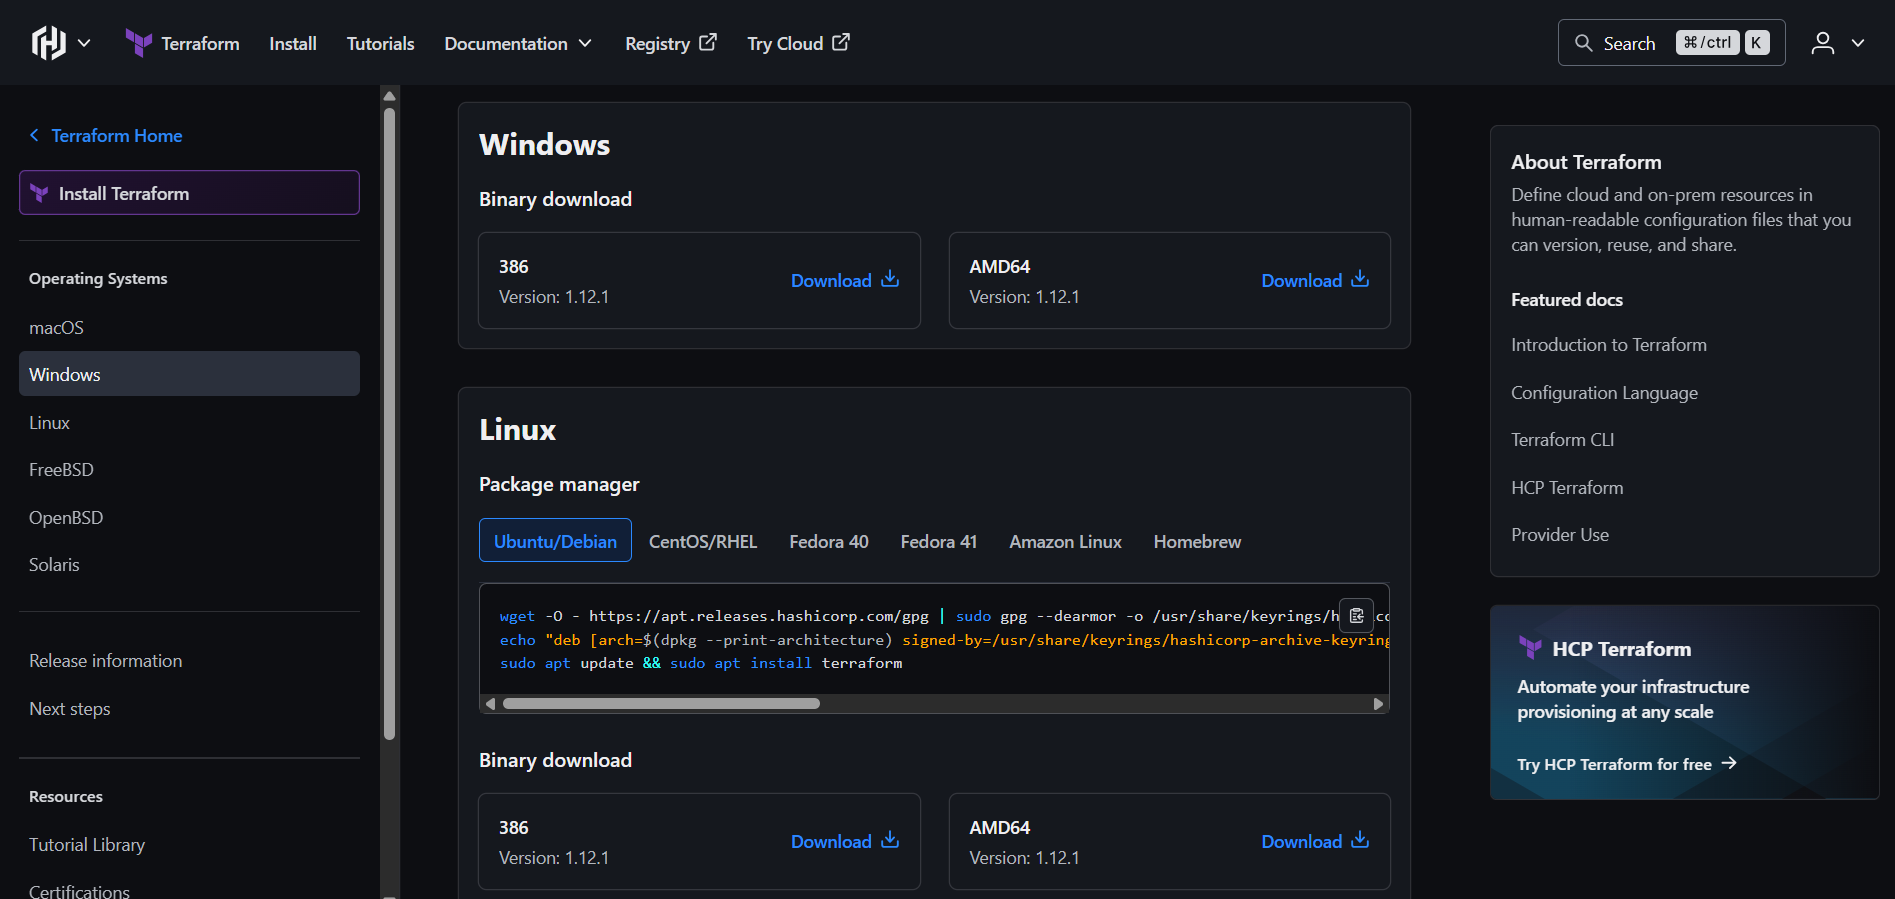 Terraform
Install
Tutorials
Documentation
Registry
Try Cloud
Search
⌘/ctrl
K
Terraform Home
Install Terraform
Operating Systems
macOS
Windows
Linux
FreeBSD
OpenBSD
Solaris
Release information
Next steps
Resources
Tutorial Library
Certifications
Windows
Binary download
386
Version: 1.12.1
Download
AMD64
Version: 1.12.1
Download
Linux
Package manager
Ubuntu/Debian
CentOS/RHEL
Fedora 40
Fedora 41
Amazon Linux
Homebrew
wget -O - https://apt.releases.hashicorp.com/gpg | sudo gpg --dearmor -o
echo "deb [arch=$(dpkg --print-architecture) signed-by=/usr/share/keyrings/hashicorp-archive-keyring
sudo apt update && sudo apt install terraform
Binary download
386
Version: 1.12.1
Download
AMD64
Version: 1.12.1
Download
About Terraform
Define cloud and on-prem resources in
human-readable configuration files that you
can version, reuse, and share.
Featured docs
Introduction to Terraform
Configuration Language
Terraform CLI
HCP Terraform
Provider Use
HCP Terraform
Automate your infrastructure
provisioning at any scale
Try HCP Terraform for free